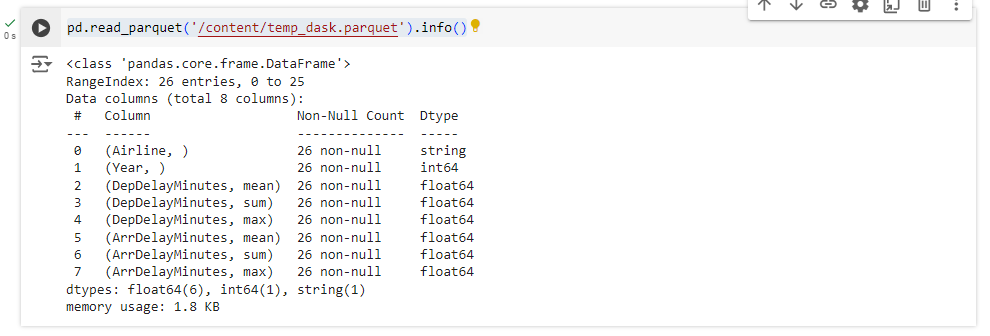 0s
pd.read_parquet('/content/temp_dask.parquet').info()
<class 'pandas.core.frame.DataFrame'>
RangeIndex: 26 entries, 0 to 25
Data columns (total 8 columns):
 #   Column                   Non-Null Count  Dtype
---  ------                   --------------  -----
 0   (Airline, )              26 non-null     string
 1   (Year, )                 26 non-null     int64
 2   (DepDelayMinutes, mean)  26 non-null     float64
 3   (DepDelayMinutes, sum)   26 non-null     float64
 4   (DepDelayMinutes, max)   26 non-null     float64
 5   (ArrDelayMinutes, mean)  26 non-null     float64
 6   (ArrDelayMinutes, sum)   26 non-null     float64
 7   (ArrDelayMinutes, max)   26 non-null     float64
dtypes: float64(6), int64(1), string(1)
memory usage: 1.8 KB